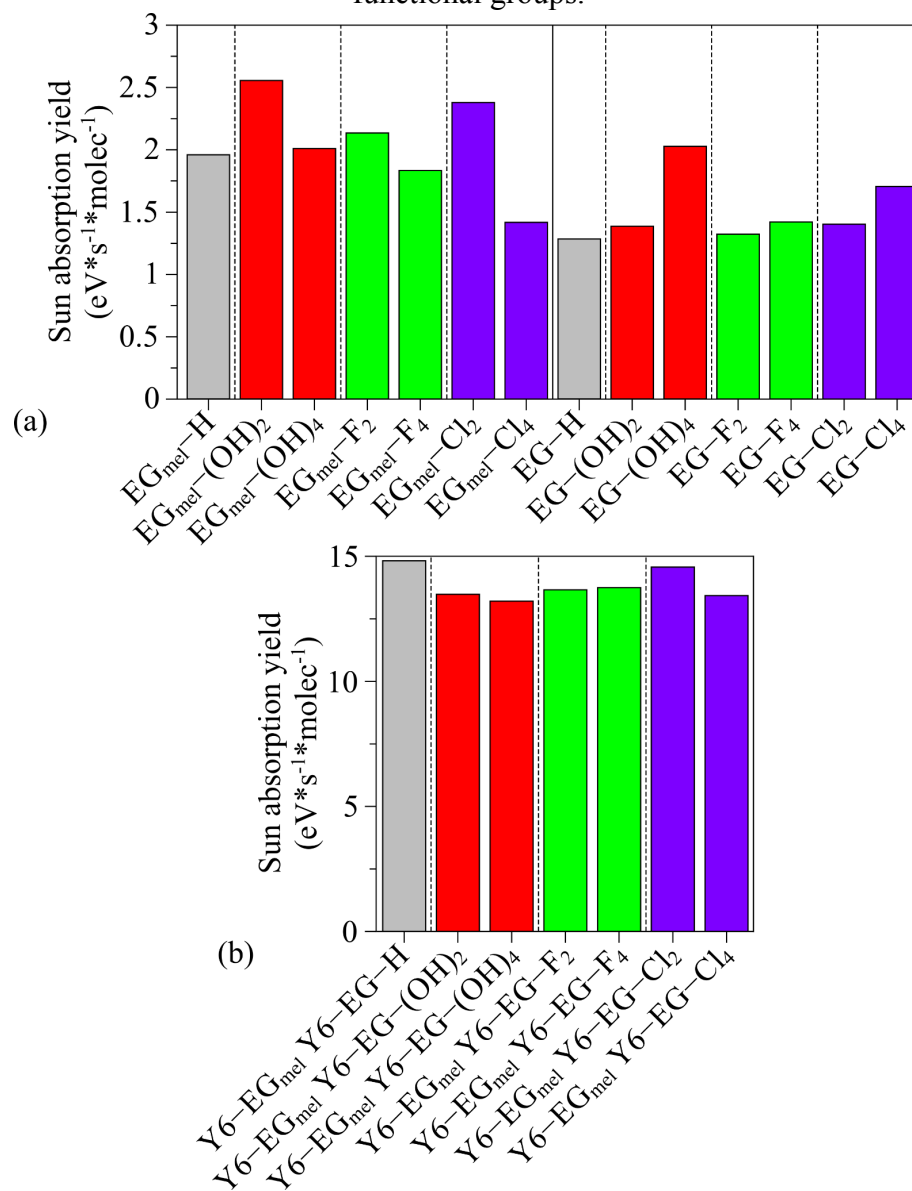 functional groups.
3
2.5
2
1.5
1
0.5
0
Sun absorption yield
(eV*s⁻¹*molec⁻¹)
(a)
EGmel–H
EGmel–(OH)₂
EGmel–(OH)₄
EGmel–F₂
EGmel–F₄
EGmel–Cl₂
EGmel–Cl₄
EG–H
EG–(OH)₂
EG–(OH)₄
EG–F₂
EG–F₄
EG–Cl₂
EG–Cl₄
15
10
5
0
Sun absorption yield
(eV*s⁻¹*molec⁻¹)
(b)
Y6–EGmel Y6–EG–H
Y6–EGmel Y6–EG–(OH)₂
Y6–EGmel Y6–EG–(OH)₄
Y6–EGmel Y6–EG–F₂
Y6–EGmel Y6–EG–F₄
Y6–EGmel Y6–EG–Cl₂
Y6–EGmel Y6–EG–Cl₄